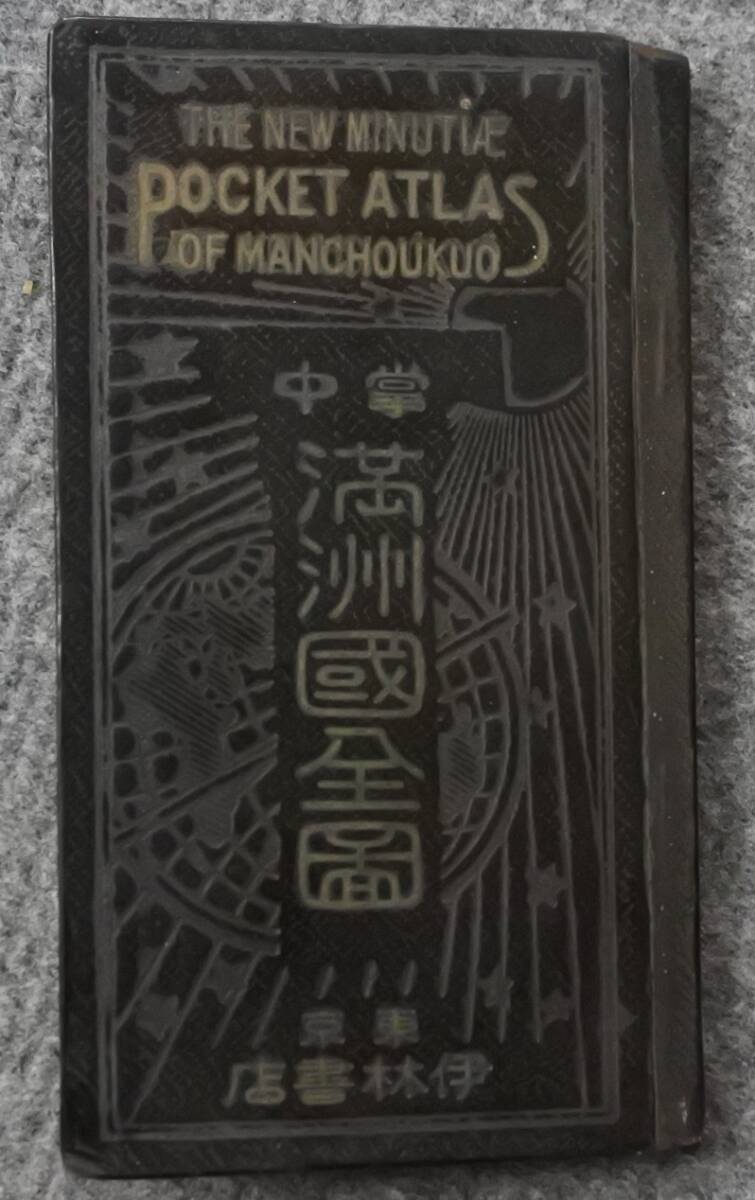 THE NEW MINUTIÆ
POCKET ATLAS
OF MANCHOUKUO
掌中
滿洲國全圖
東京
伊林書店